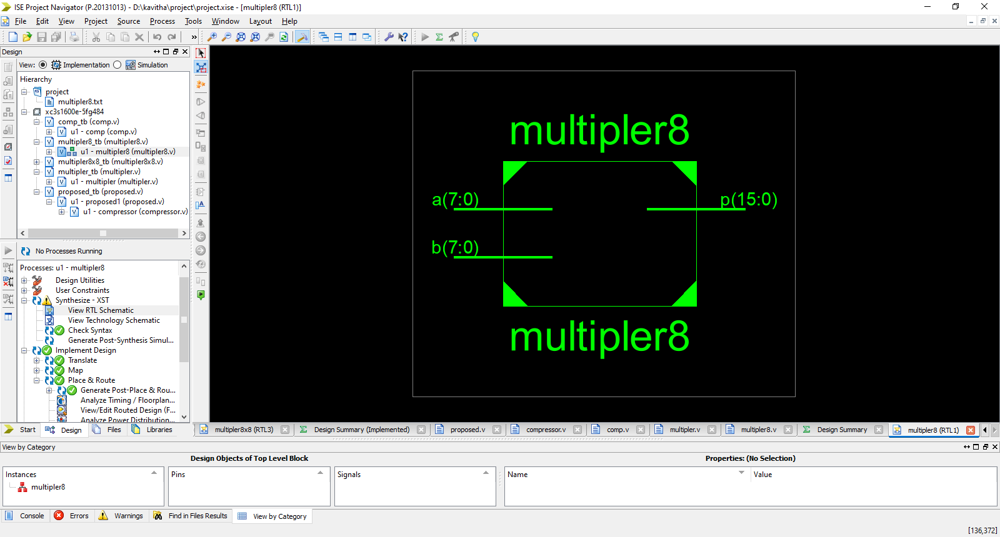 ISE Project Navigator (P.20131013) - D:\kavitha\project\project.xise - [multipler8 (RTL1)]
File Edit View Project Source Process Tools Window Layout Help
»
Design
View: Implementation Simulation
Hierarchy
project
multipler8.txt
xc3s1600e-5fg484
comp_tb (comp.v)
u1 - comp (comp.v)
multipler8_tb (multipler8.v)
u1 - multipler8 (multipler8.v)
multipler8x8_tb (multipler8x8.v)
multipler_tb (multipler.v)
u1 - multipler (multipler.v)
proposed_tb (proposed.v)
u1 - proposed1 (proposed.v)
u1 - compressor (compressor.v)
No Processes Running
Processes: u1 - multipler8
Design Utilities
User Constraints
Synthesize - XST
View RTL Schematic
View Technology Schematic
Check Syntax
Generate Post-Synthesis Simul...
Implement Design
Translate
Map
Place & Route
Generate Post-Place & Rou...
Analyze Timing / Floorplan...
View/Edit Routed Design (F...
Analyze Power Distribution...
Start Design Files Libraries
multipler8
a(7:0)
p(15:0)
b(7:0)
multipler8
multipler8x8 (RTL3) Design Summary (Implemented) proposed.v compressor.v comp.v multipler.v multipler8.v Design Summary multipler8 (RTL1)
View by Category
Design Objects of Top Level Block
Properties: (No Selection)
Instances Pins Signals Name Value
multipler8
Console Errors Warnings Find in Files Results View by Category
[136,372]